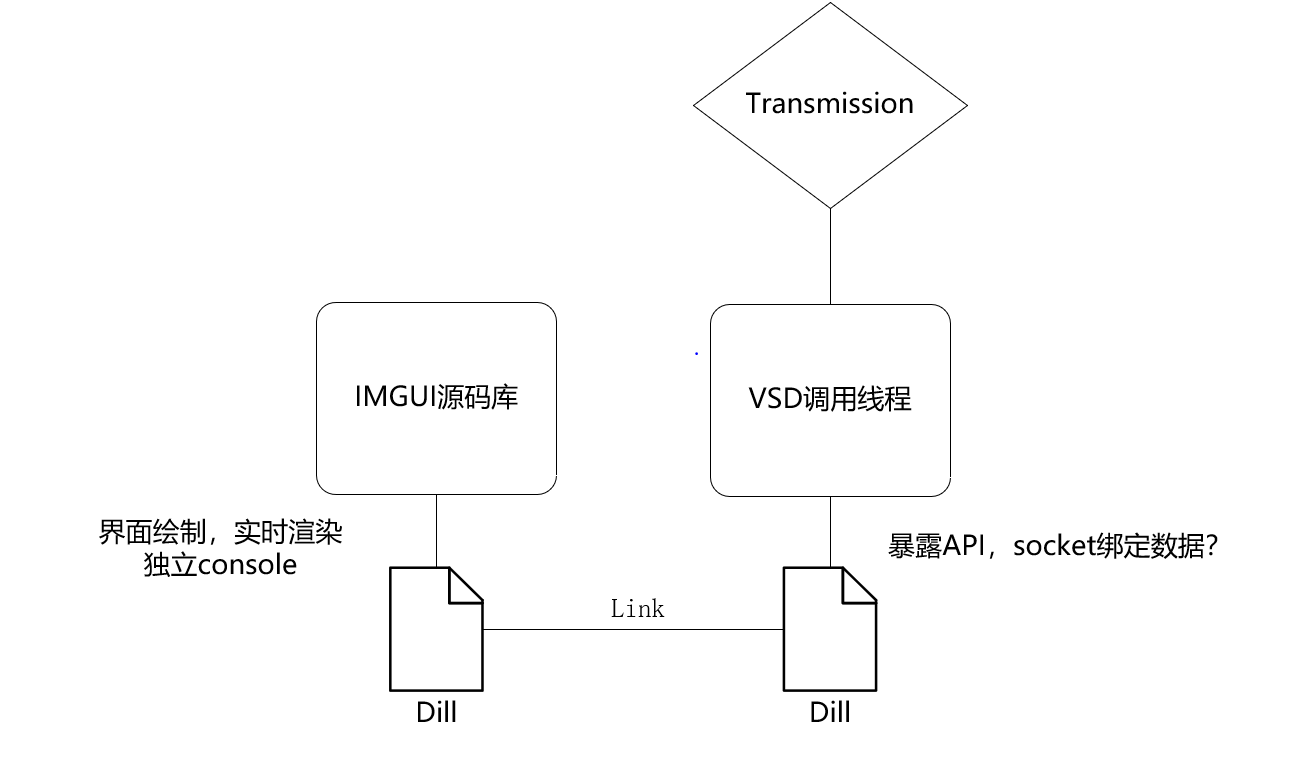 Transmission
IMGUI源码库
VSD调用线程
界面绘制，实时渲染
独立console
暴露API，socket绑定数据？
Link
Dill
Dill